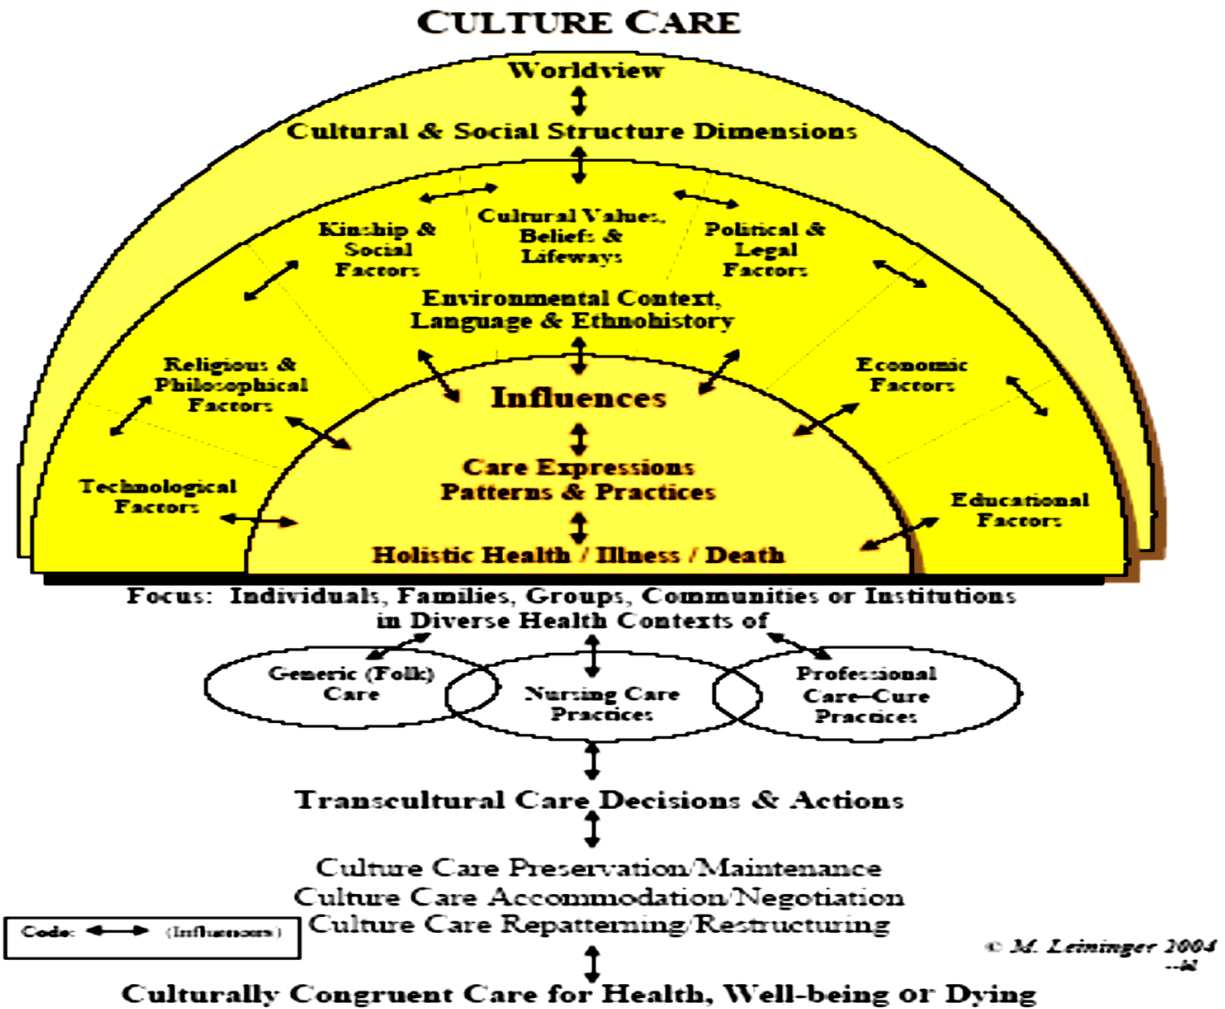 CULTURE CARE
Worldview
Cultural & Social Structure Dimensions
Kinship &
Social
Factors
Cultural Values,
Beliefs &
Lifeways
Political &
Legal
Factors
Environmental Context,
Language & Ethnohistory
Religious &
Philosophical
Factors
Economic
Factors
Technological
Factors
Educational
Factors
Influences
Care Expressions
Patterns & Practices
Holistic Health / Illness / Death
Focus: Individuals, Families, Groups, Communities or Institutions
in Diverse Health Contexts of
Generic (Folk)
Care
Nursing Care
Practices
Professional
Care–Cure
Practices
Transcultural Care Decisions & Actions
Culture Care Preservation/Maintenance
Culture Care Accommodation/Negotiation
Culture Care Repatterning/Restructuring
Code: (Influencers)
© M. Leininger 2004
Culturally Congruent Care for Health, Well-being or Dying